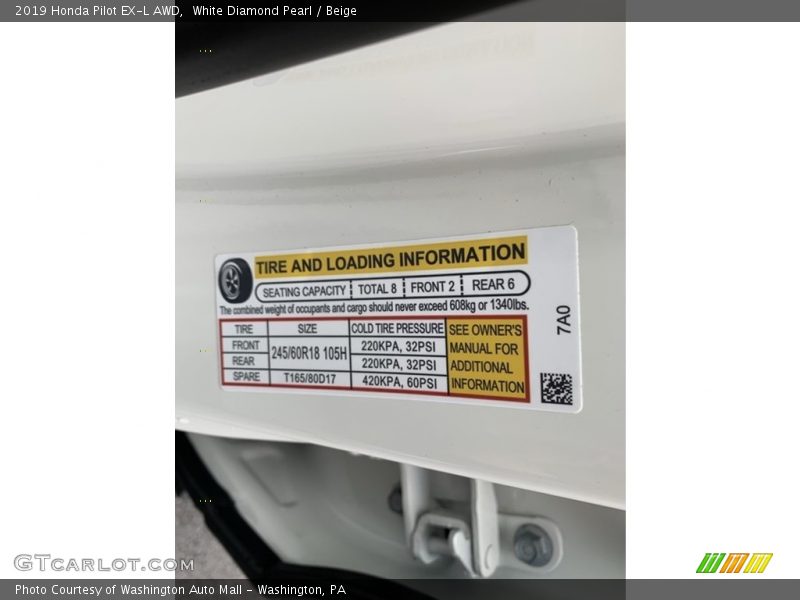 2019 Honda Pilot EX-L AWD,  White Diamond Pearl / Beige
TIRE AND LOADING INFORMATION
SEATING CAPACITY TOTAL 8 FRONT 2 REAR 6
The combined weight of occupants and cargo should never exceed 608kg or 1340lbs.
TIRE SIZE COLD TIRE PRESSURE
FRONT 245/60R18 105H 220KPA, 32PSI
REAR 220KPA, 32PSI
SPARE T165/80D17 420KPA, 60PSI
SEE OWNER'S
MANUAL FOR
ADDITIONAL
INFORMATION
7A0
GTcarlot.com
Photo Courtesy of Washington Auto Mall - Washington, PA